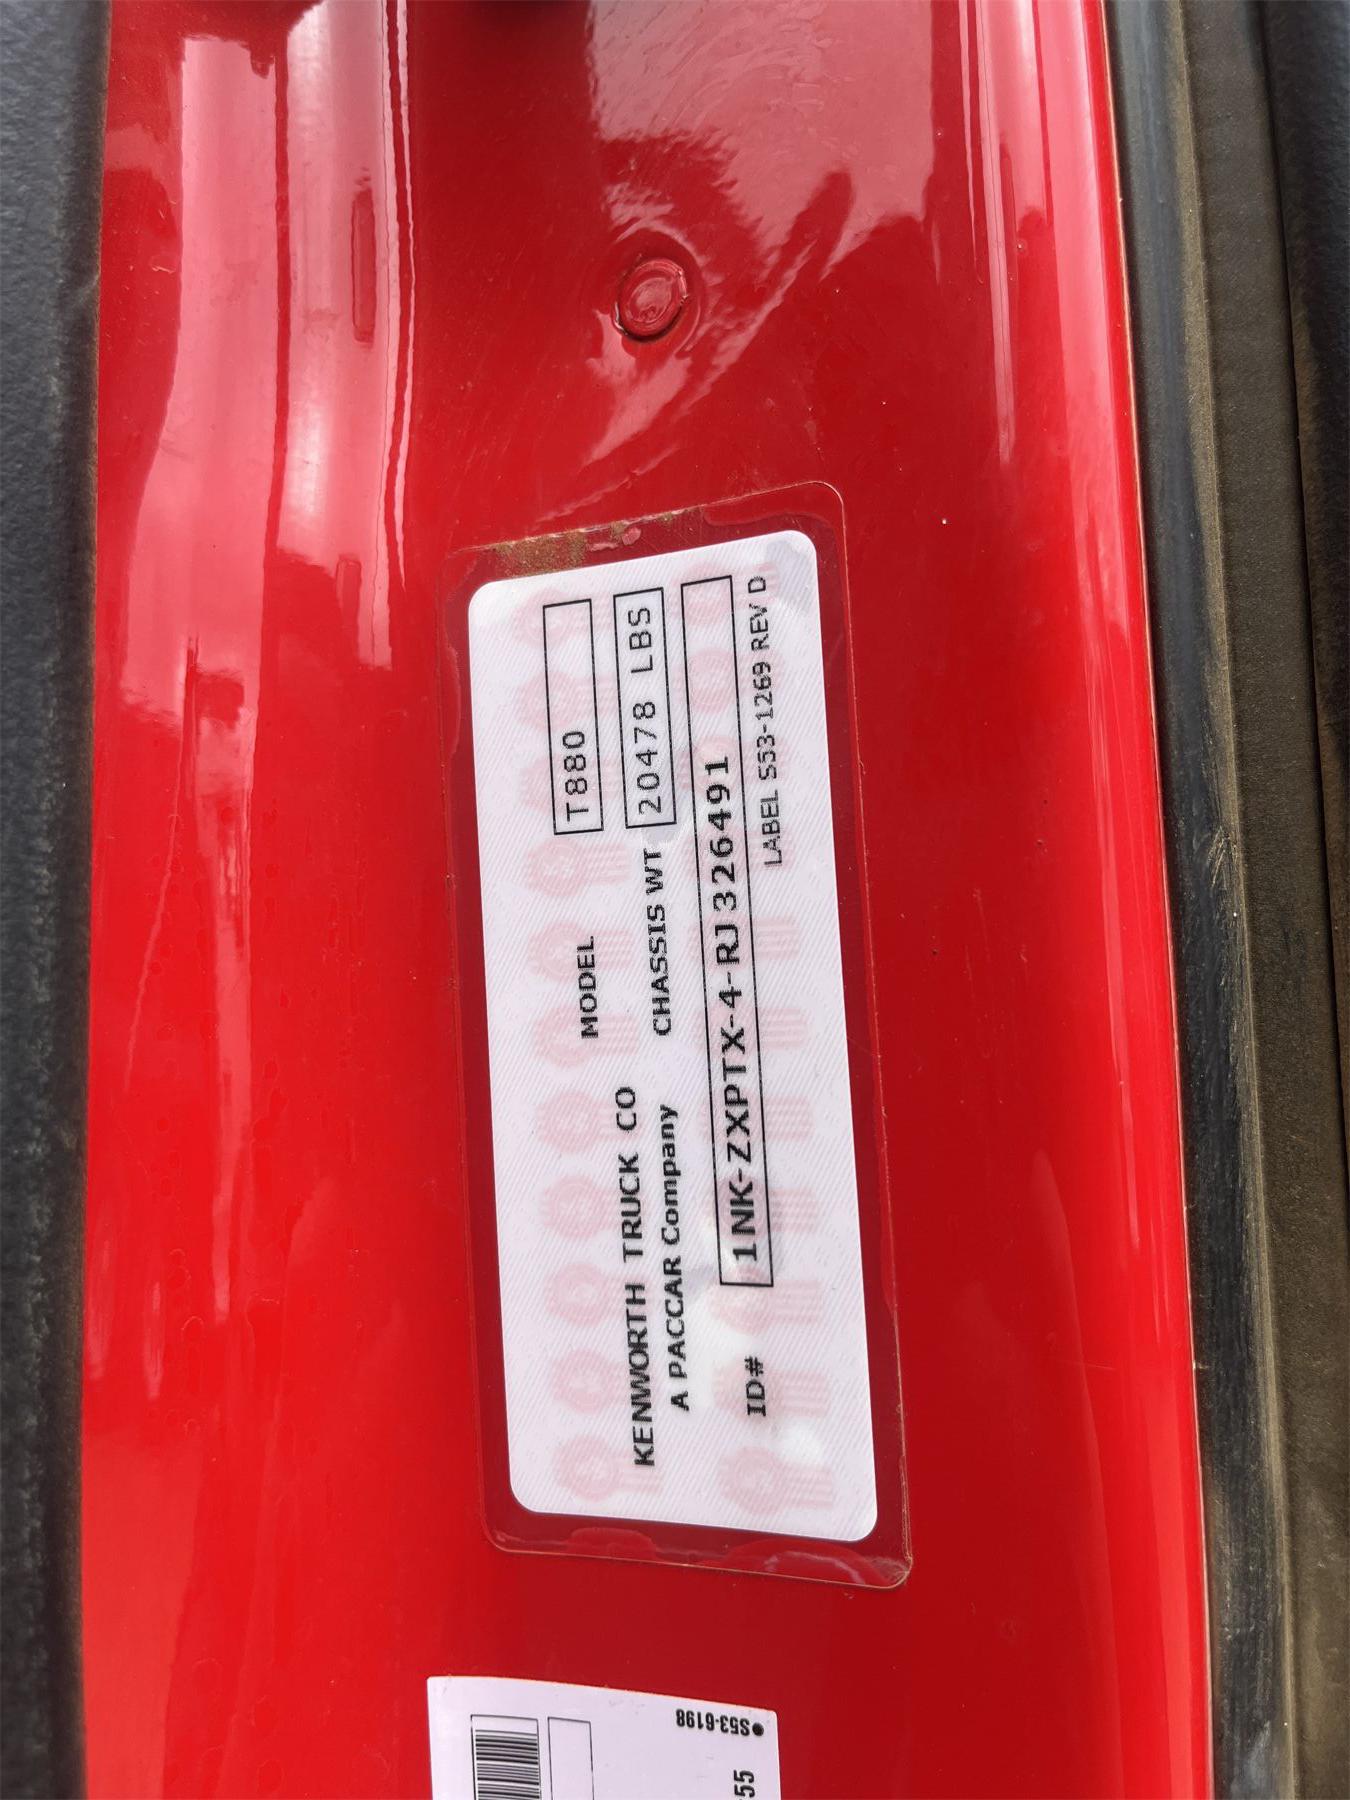 MODEL T880
KENWORTH TRUCK CO
CHASSIS WT 20478 LBS
A PACCAR Company
ID# 1NK-ZXPTX-4-RJ326491
LABEL S53-1269 REV D
●S53-6198
55